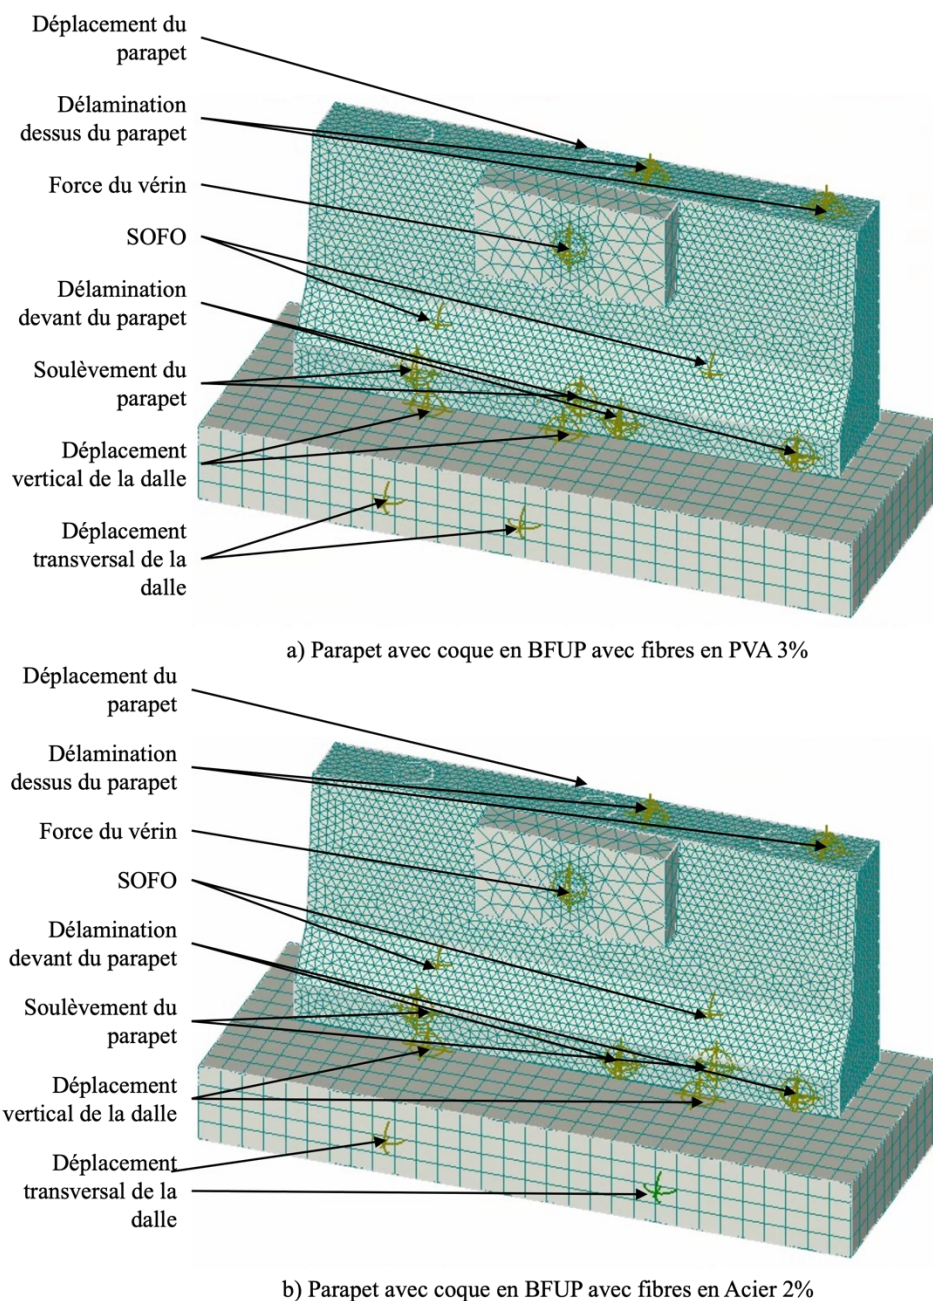 Déplacement du
parapet
Délamination
dessus du parapet
Force du vérin
SOFO
Délamination
devant du parapet
Soulèvement du
parapet
Déplacement
vertical de la dalle
Déplacement
transversal de la
dalle
a) Parapet avec coque en BFUP avec fibres en PVA 3%
Déplacement du
parapet
Délamination
dessus du parapet
Force du vérin
SOFO
Délamination
devant du parapet
Soulèvement du
parapet
Déplacement
vertical de la dalle
Déplacement
transversal de la
dalle
b) Parapet avec coque en BFUP avec fibres en Acier 2%